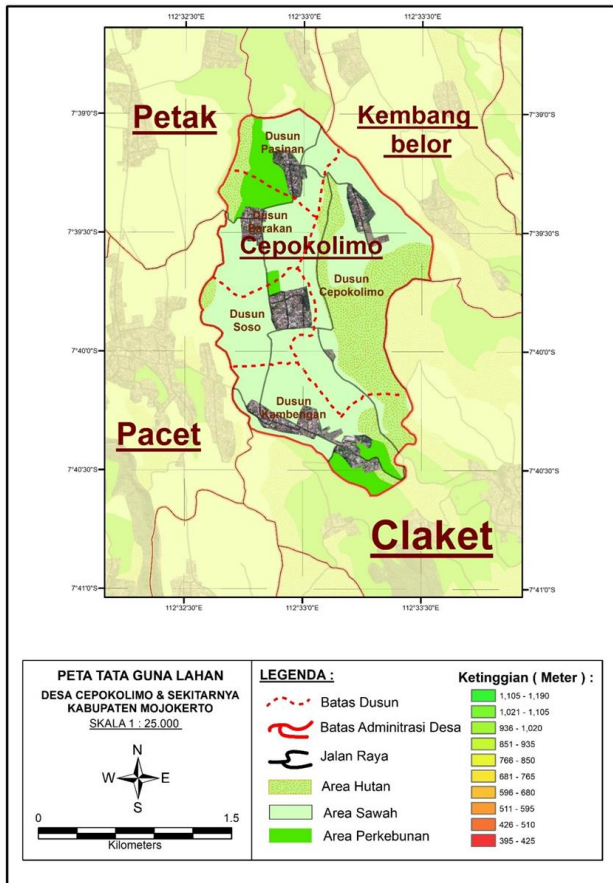 112°32'30"E 112°33'0"E 112°33'30"E
7°39'0"S 7°39'0"S
Petak
Kembang
belor
Dusun
Pasinan
Dusun
Barakan
7°39'30"S 7°39'30"S
Cepokolimo
Dusun
Cepokolimo
Dusun
Soso
7°40'0"S 7°40'0"S
Dusun
Kambengan
Pacet
7°40'30"S 7°40'30"S
Claket
7°41'0"S 7°41'0"S
112°32'30"E 112°33'0"E 112°33'30"E
PETA TATA GUNA LAHAN
DESA CEPOKOLIMO & SEKITARNYA
KABUPATEN MOJOKERTO
SKALA 1 : 25.000
N
W E
S
0 1.5
Kilometers
LEGENDA :
Batas Dusun
Batas Adminitrasi Desa
Jalan Raya
Area Hutan
Area Sawah
Area Perkebunan
Ketinggian ( Meter ) :
1,105 - 1,190
1,021 - 1,105
936 - 1,020
851 - 935
766 - 850
681 - 765
596 - 680
511 - 595
426 - 510
395 - 425